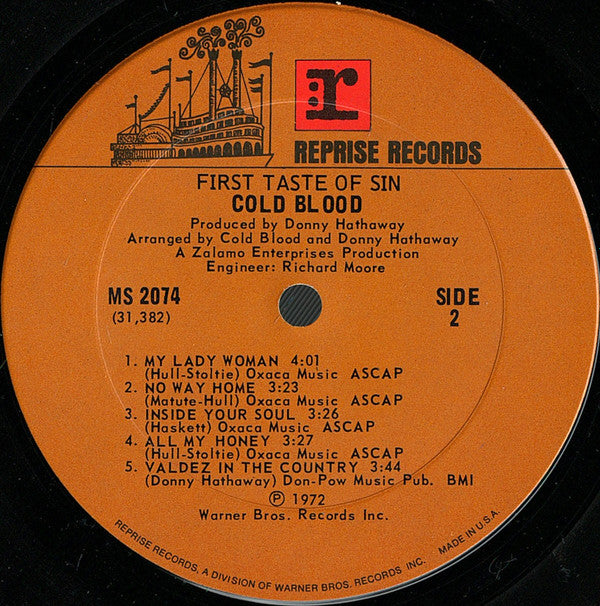 :r
REPRISE RECORDS
FIRST TASTE OF SIN
COLD BLOOD
Produced by Donny Hathaway
Arranged by Cold Blood and Donny Hathaway
A Zalamo Enterprises Production
Engineer: Richard Moore
MS 2074
(31,382)
SIDE
2
1. MY LADY WOMAN 4:01
(Hull-Stoltie) Oxaca Music ASCAP
2. NO WAY HOME 3:23
(Matute-Hull) Oxaca Music ASCAP
3. INSIDE YOUR SOUL 3:26
(Haskett) Oxaca Music ASCAP
4. ALL MY HONEY 3:27
(Hull-Stoltie) Oxaca Music ASCAP
5. VALDEZ IN THE COUNTRY 3:44
(Donny Hathaway) Don-Pow Music Pub. BMI
℗ 1972
Warner Bros. Records Inc.
REPRISE RECORDS, A DIVISION OF WARNER BROS. RECORDS INC. MADE IN U.S.A.